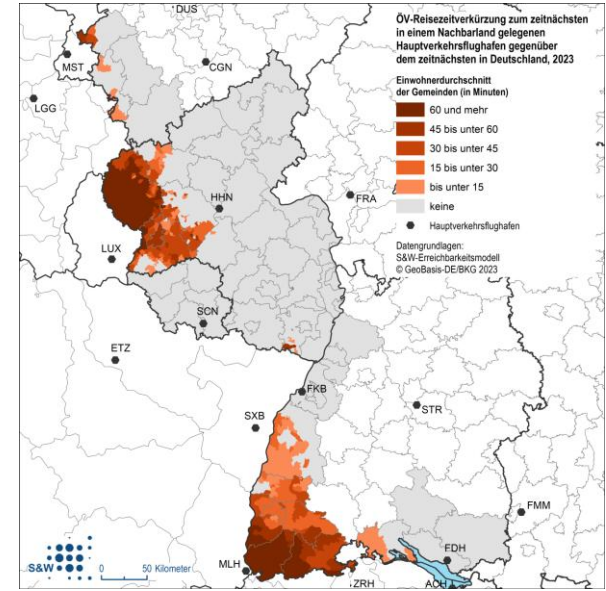 ÖV-Reisezeitverkürzung zum zeitnächsten
in einem Nachbarland gelegenen
Hauptverkehrsflughafen gegenüber
dem zeitnächsten in Deutschland, 2023
Einwohnerdurchschnitt
der Gemeinden (in Minuten)
60 und mehr
45 bis unter 60
30 bis unter 45
15 bis unter 30
bis unter 15
keine
Hauptverkehrsflughafen
Datengrundlagen:
S&W-Erreichbarkeitsmodell
© GeoBasis-DE/BKG 2023
DUS
MST
CGN
LGG
HHN
FRA
LUX
SCN
ETZ
FKB
SXB
STR
FMM
FDH
MLH
ZRH
ACH
S&W
0 50 Kilometer